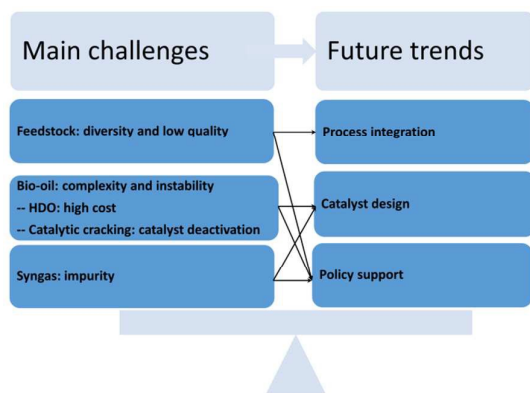 Main challenges
Future trends
Feedstock: diversity and low quality
Process integration
Bio-oil: complexity and instability
-- HDO: high cost
-- Catalytic cracking: catalyst deactivation
Catalyst design
Syngas: impurity
Policy support